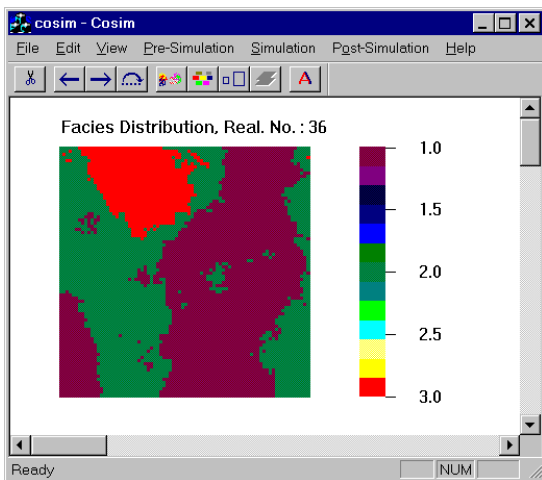 cosim - Cosim
File Edit View Pre-Simulation Simulation Post-Simulation Help
A
Facies Distribution, Real. No. : 36
1.0
1.5
2.0
2.5
3.0
Ready NUM